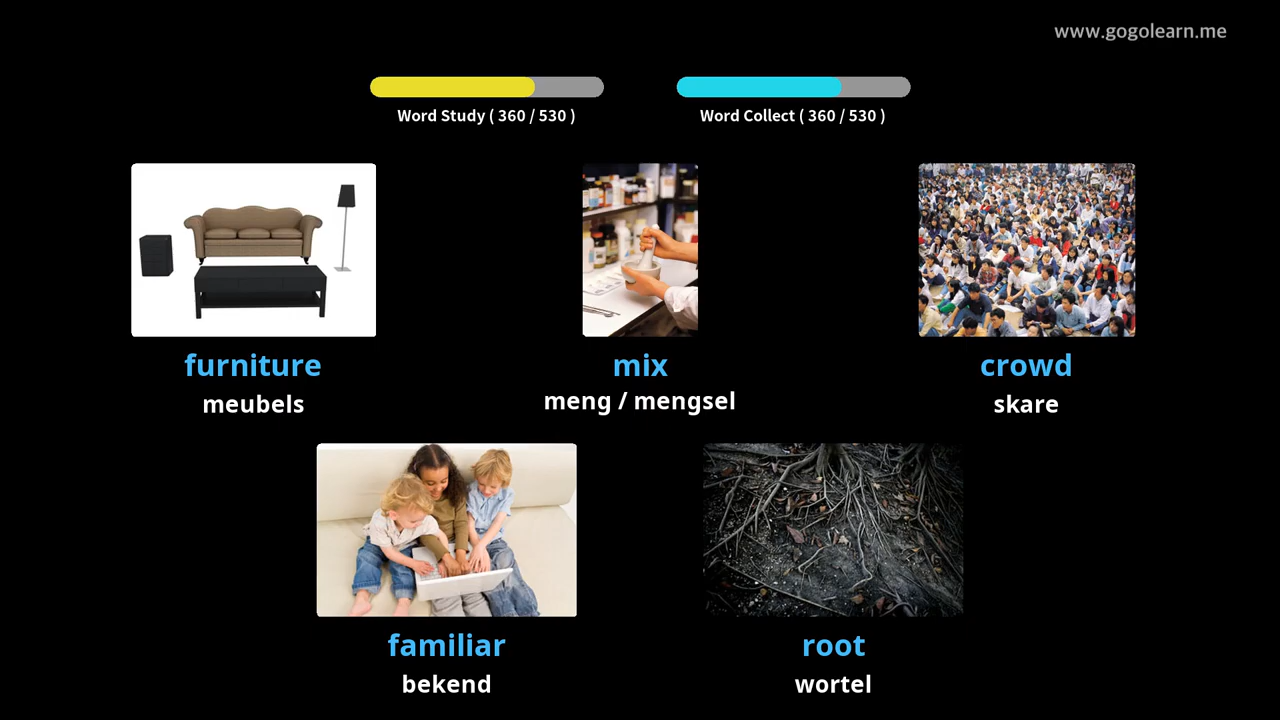 www.gogolearn.me
Word Study ( 360 / 530 )
Word Collect ( 360 / 530 )
furniture
meubels
mix
meng / mengsel
crowd
skare
familiar
bekend
root
wortel